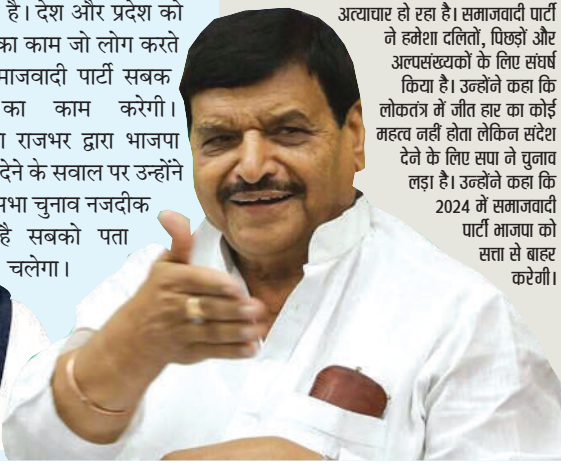 है। देश और प्रदेश को
का काम जो लोग करते
माजवादी पार्टी सबक
का काम करेगी।
राजभर द्वारा भाजपा
देने के सवाल पर उन्होंने
सभा चुनाव नजदीक
है सबको पता
चलेगा।
अत्याचार हो रहा है। समाजवादी पार्टी
ने हमेशा दलितों, पिछड़ों और
अल्पसंख्यकों के लिए संघर्ष
किया है। उन्होंने कहा कि
लोकतंत्र में जीत हार का कोई
महत्व नहीं होता लेकिन संदेश
देने के लिए सपा ने चुनाव
लड़ा है। उन्होंने कहा कि
2024 में समाजवादी
पार्टी भाजपा को
सत्ता से बाहर
करेगी।